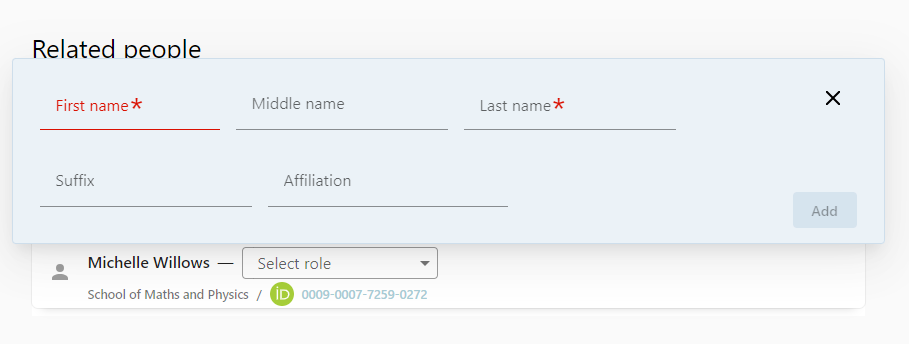 Related people
First name* Middle name Last name*
Suffix Affiliation
Add
Michelle Willows — Select role
School of Maths and Physics / iD 0009-0007-7259-0272